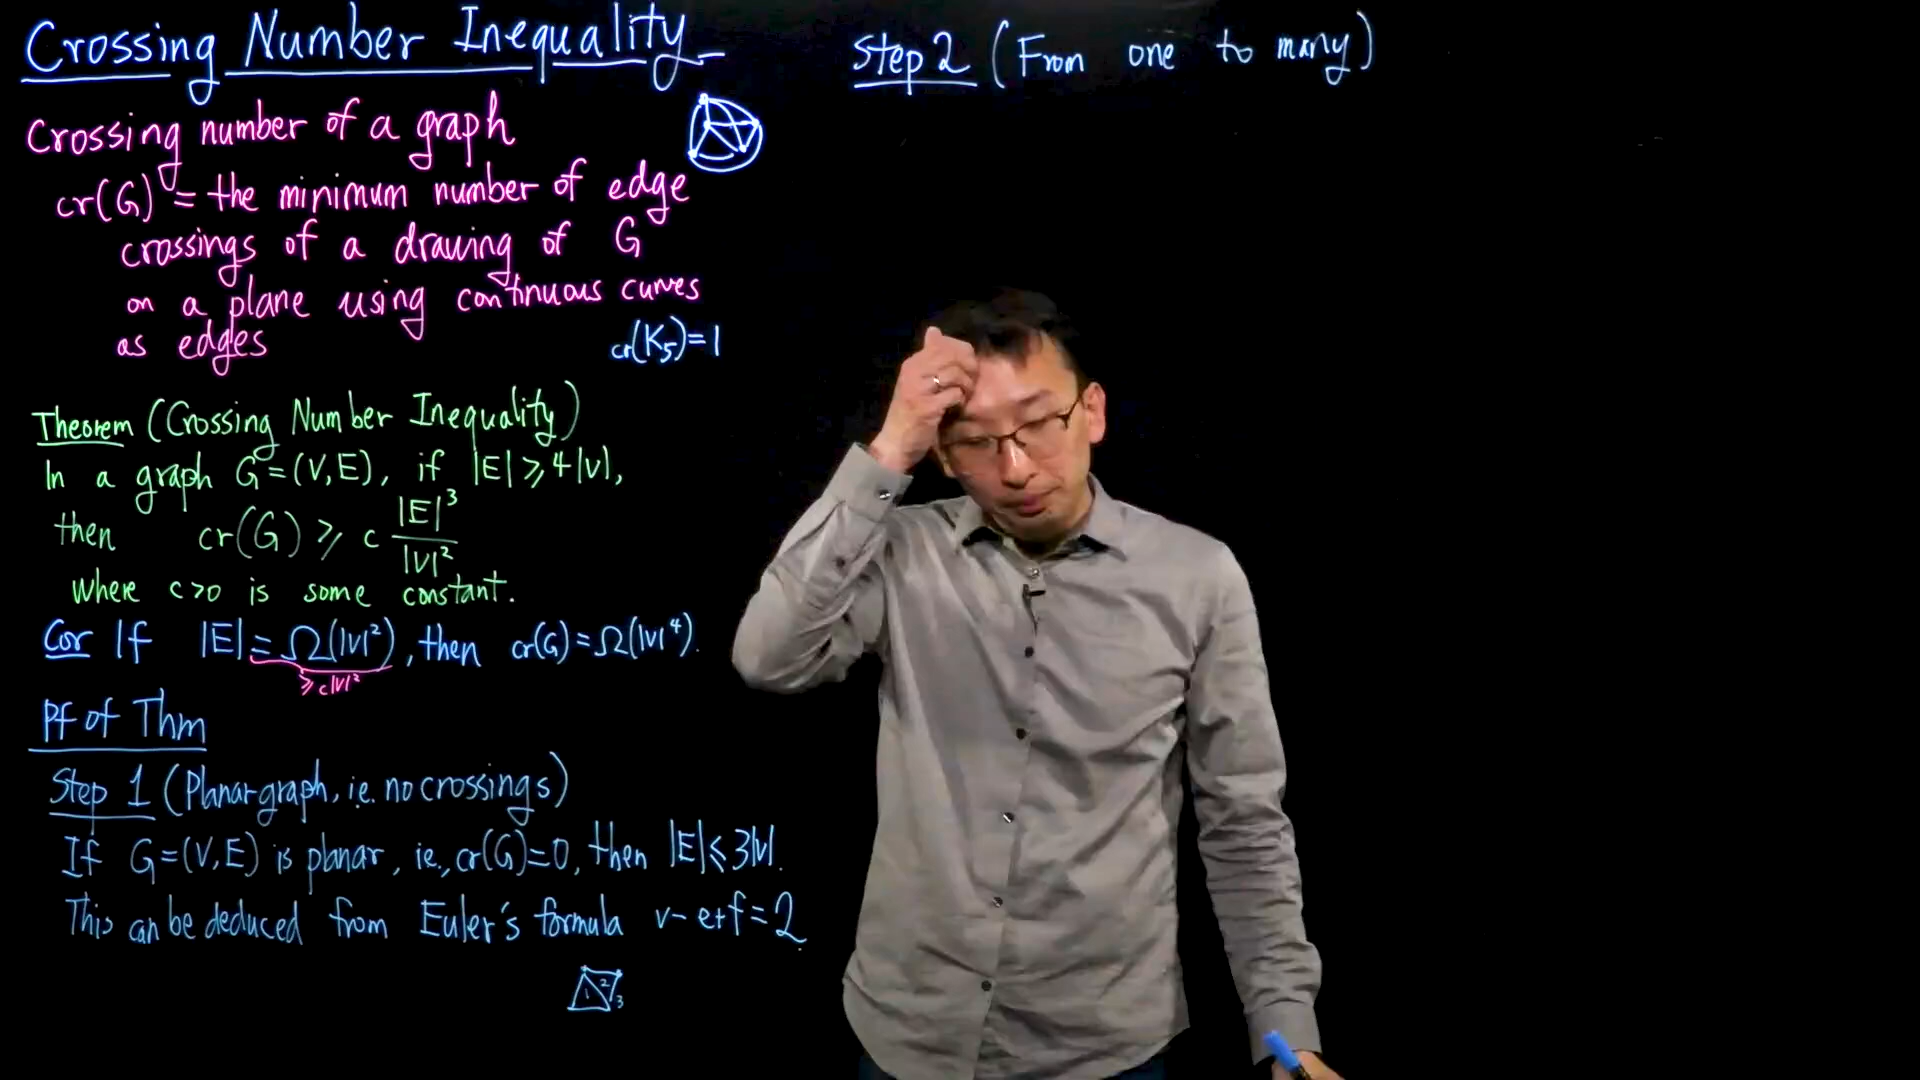 Crossing Number Inequality
Crossing number of a graph
cr(G) = the minimum number of edge
crossings of a drawing of G
on a plane using continuous curves
as edges
cr(K₅)=1
Theorem (Crossing Number Inequality)
In a graph G=(V,E), if |E|⩾4|V|,
then cr(G) ⩾ c |E|³/|V|²
where c>0 is some constant.
Cor If |E|=Ω(|V|²), then cr(G)=Ω(|V|⁴).
⩾c|V|²
Pf of Thm
Step 1 (Planar graph, i.e. no crossings)
If G=(V,E) is planar, i.e., cr(G)=0, then |E|⩽3|V|.
This can be deduced from Euler's formula v-e+f=2.
1 2 3
Step 2 (From one to many)